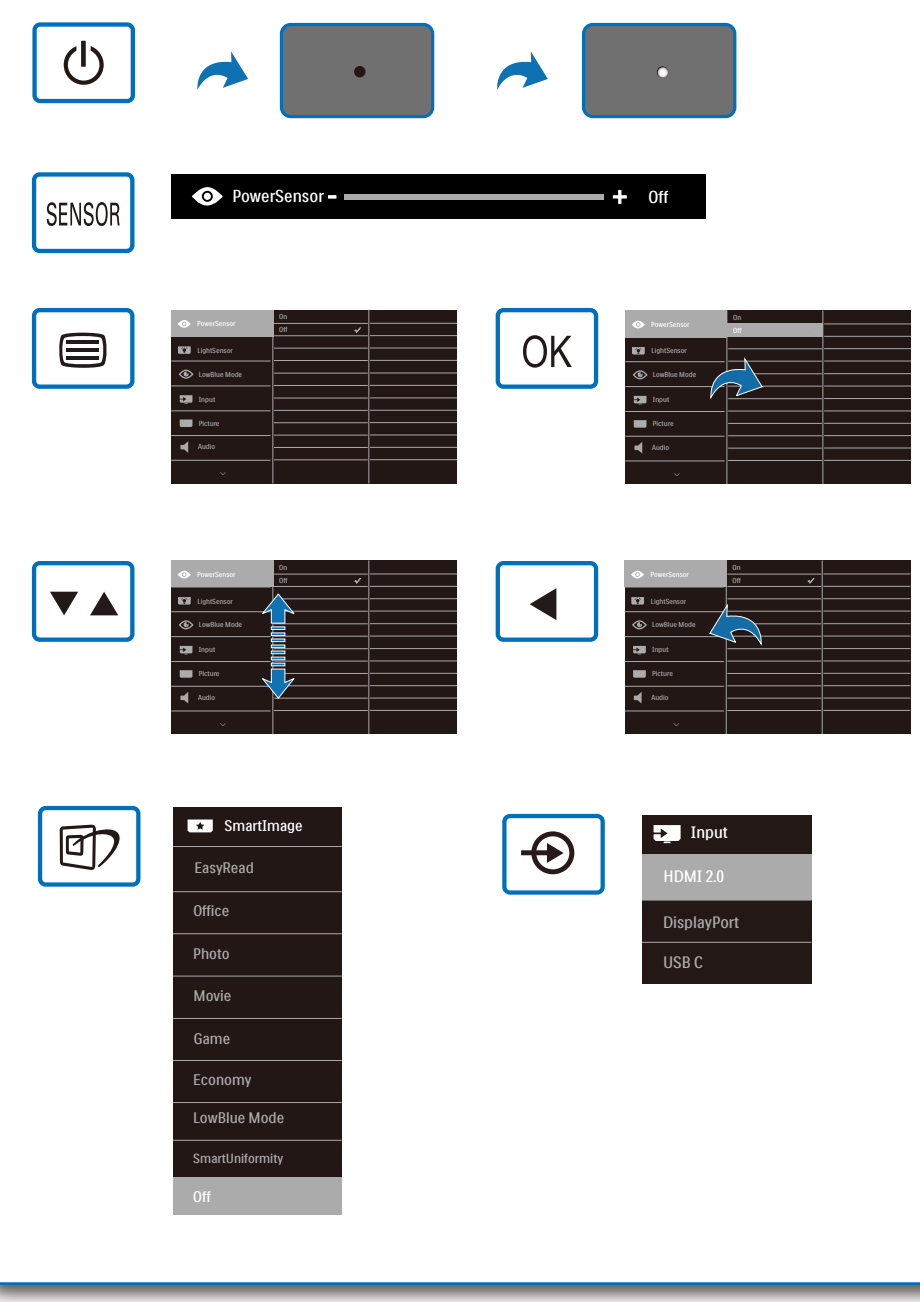 SENSOR
PowerSensor - + Off
PowerSensor
On
Off
LightSensor
LowBlue Mode
Input
Picture
Audio
OK
PowerSensor
On
Off
LightSensor
LowBlue Mode
Input
Picture
Audio
PowerSensor
On
Off
LightSensor
LowBlue Mode
Input
Picture
Audio
PowerSensor
On
Off
LightSensor
LowBlue Mode
Input
Picture
Audio
SmartImage
EasyRead
Office
Photo
Movie
Game
Economy
LowBlue Mode
SmartUniformity
Off
Input
HDMI 2.0
DisplayPort
USB C